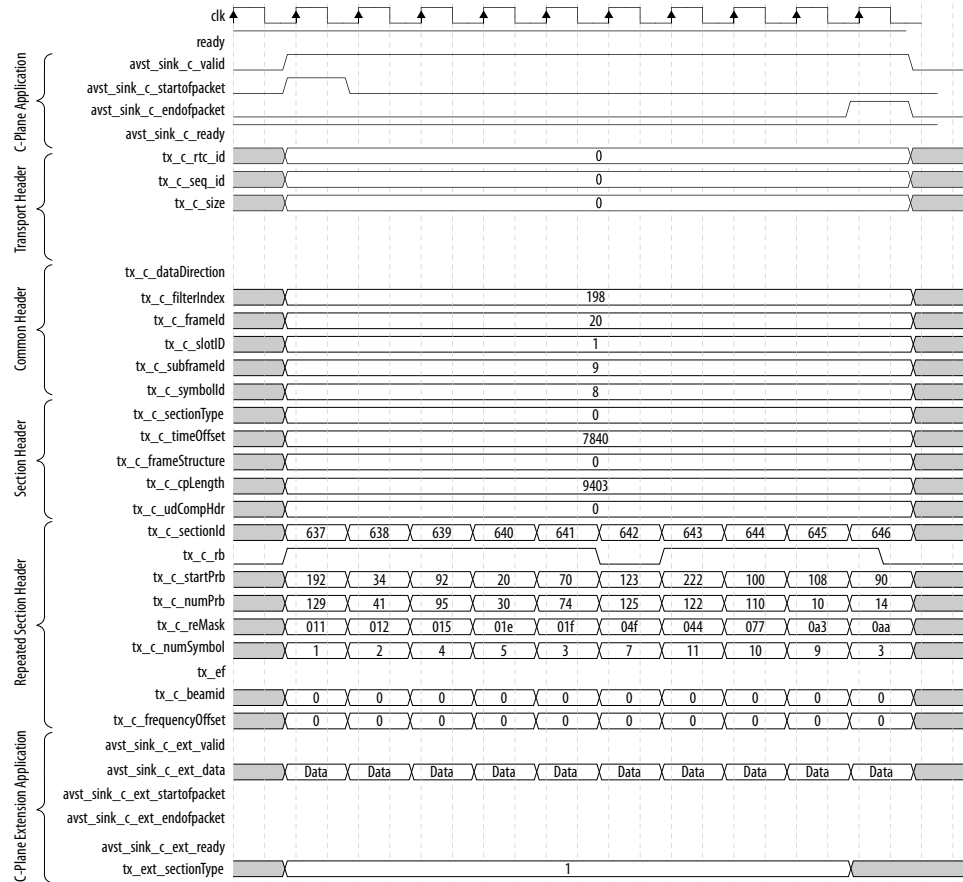 clk
ready
C-Plane Application
avst_sink_c_valid
avst_sink_c_startofpacket
avst_sink_c_endofpacket
avst_sink_c_ready
Transport Header
tx_c_rtc_id 0
tx_c_seq_id 0
tx_c_size 0
Common Header
tx_c_dataDirection
tx_c_filterIndex 198
tx_c_frameId 20
tx_c_slotID 1
tx_c_subframeId 9
tx_c_symbolId 8
Section Header
tx_c_sectionType 0
tx_c_timeOffset 7840
tx_c_frameStructure 0
tx_c_cpLength 9403
tx_c_udCompHdr 0
Repeated Section Header
tx_c_sectionId 637 638 639 640 641 642 643 644 645 646
tx_c_rb
tx_c_startPrb 192 34 92 20 70 123 222 100 108 90
tx_c_numPrb 129 41 95 30 74 125 122 110 10 14
tx_c_reMask 011 012 015 01e 01f 04f 044 077 0a3 0aa
tx_c_numSymbol 1 2 4 5 3 7 11 10 9 3
tx_ef
tx_c_beamid 0 0 0 0 0 0 0 0 0 0
tx_c_frequencyOffset 0 0 0 0 0 0 0 0 0 0
C-Plane Extension Application
avst_sink_c_ext_valid
avst_sink_c_ext_data Data Data Data Data Data Data Data Data Data Data
avst_sink_c_ext_startofpacket
avst_sink_c_ext_endofpacket
avst_sink_c_ext_ready
tx_ext_sectionType 1